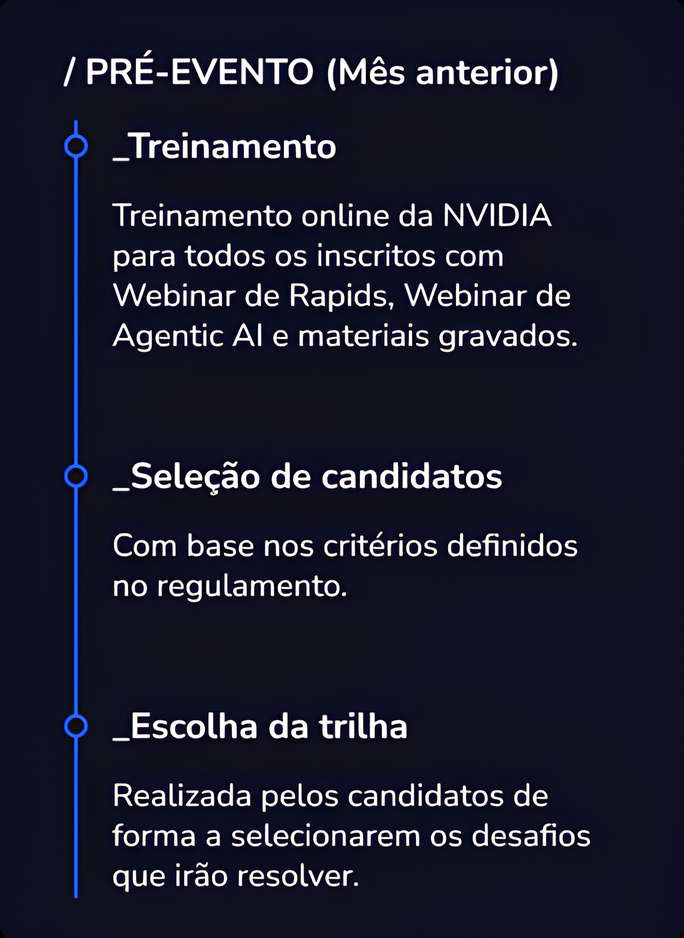 / PRÉ-EVENTO (Mês anterior)
_Treinamento
Treinamento online da NVIDIA
para todos os inscritos com
Webinar de Rapids, Webinar de
Agentic AI e materiais gravados.
_Seleção de candidatos
Com base nos critérios definidos
no regulamento.
_Escolha da trilha
Realizada pelos candidatos de
forma a selecionarem os desafios
que irão resolver.